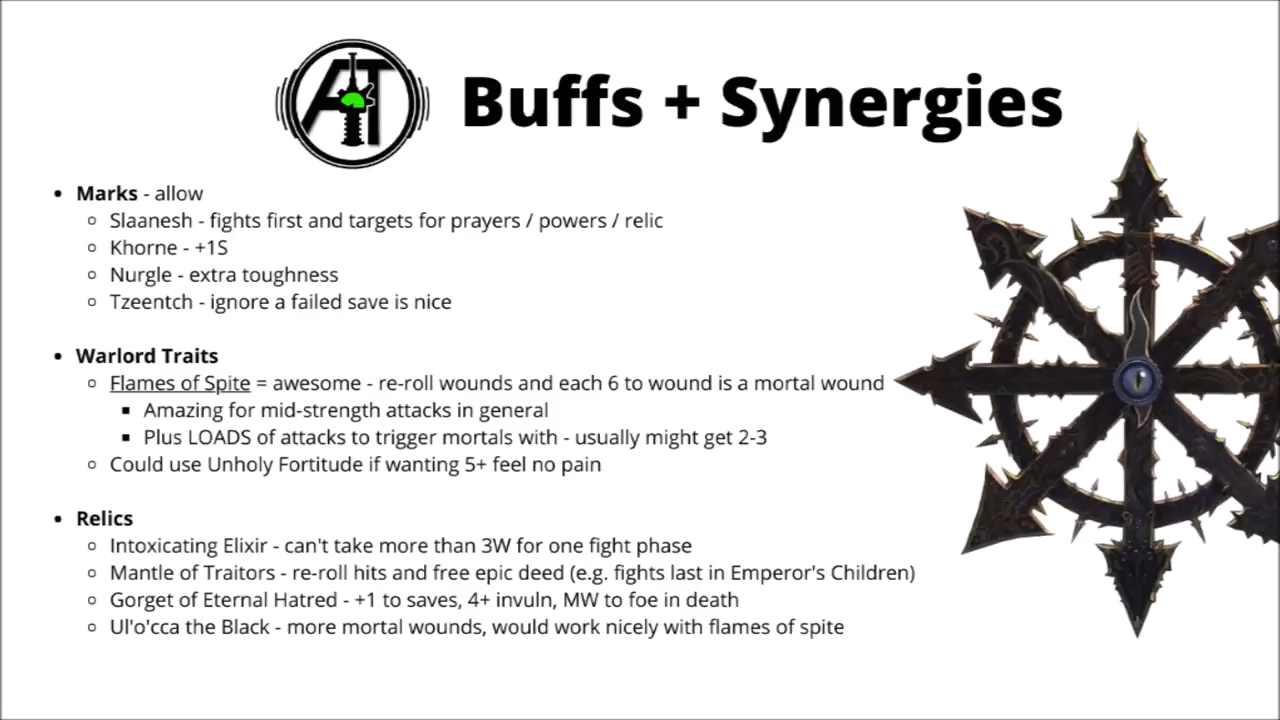 AT
Buffs + Synergies
• Marks - allow
○ Slaanesh - fights first and targets for prayers / powers / relic
○ Khorne - +1S
○ Nurgle - extra toughness
○ Tzeentch - ignore a failed save is nice
• Warlord Traits
○ Flames of Spite = awesome - re-roll wounds and each 6 to wound is a mortal wound
▪ Amazing for mid-strength attacks in general
▪ Plus LOADS of attacks to trigger mortals with - usually might get 2-3
○ Could use Unholy Fortitude if wanting 5+ feel no pain
• Relics
○ Intoxicating Elixir - can't take more than 3W for one fight phase
○ Mantle of Traitors - re-roll hits and free epic deed (e.g. fights last in Emperor's Children)
○ Gorget of Eternal Hatred - +1 to saves, 4+ invuln, MW to foe in death
○ Ul'o'cca the Black - more mortal wounds, would work nicely with flames of spite